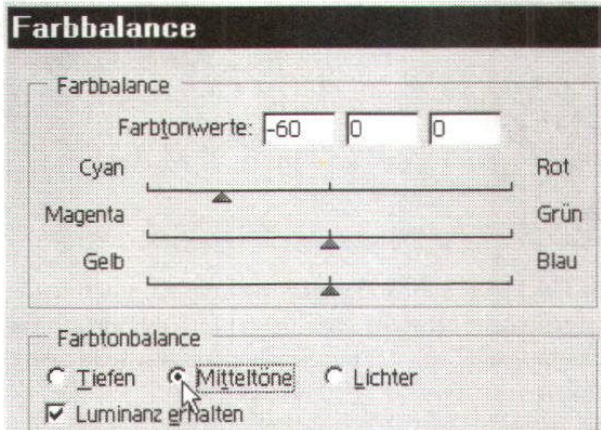 Farbbalance
Farbbalance
Farbtonwerte: -60 0 0
Cyan Rot
Magenta Grün
Gelb Blau
Farbtonbalance
Tiefen Mitteltöne Lichter
Luminanz erhalten